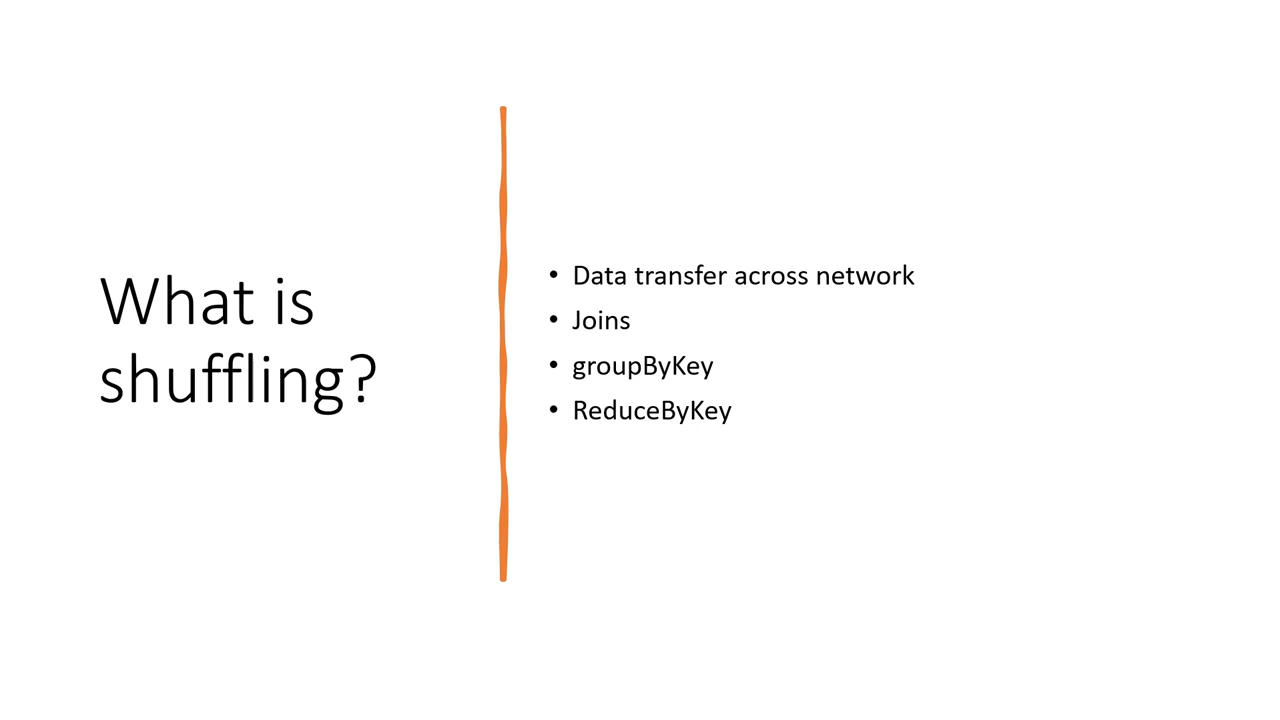 What is
shuffling?
• Data transfer across network
• Joins
• groupByKey
• ReduceByKey